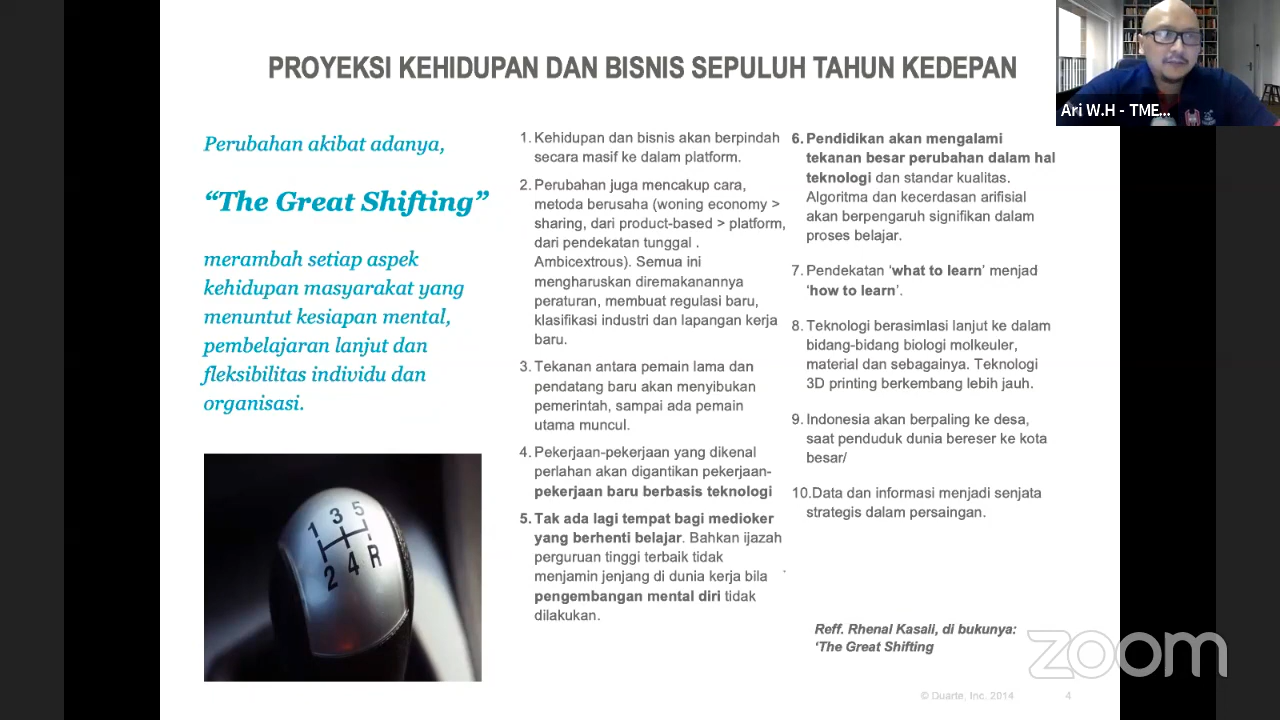 PROYEKSI KEHIDUPAN DAN BISNIS SEPULUH TAHUN KEDEPAN
Ari W.H - TME...
Perubahan akibat adanya,
“The Great Shifting”
merambah setiap aspek
kehidupan masyarakat yang
menuntut kesiapan mental,
pembelajaran lanjut dan
fleksibilitas individu dan
organisasi.
1 3 5
2 4 R
1. Kehidupan dan bisnis akan berpindah
secara masif ke dalam platform.
2. Perubahan juga mencakup cara,
metoda berusaha (woning economy >
sharing, dari product-based > platform,
dari pendekatan tunggal .
Ambicextrous). Semua ini
mengharuskan diremakanannya
peraturan, membuat regulasi baru,
klasifikasi industri dan lapangan kerja
baru.
3. Tekanan antara pemain lama dan
pendatang baru akan menyibukan
pemerintah, sampai ada pemain
utama muncul.
4. Pekerjaan-pekerjaan yang dikenal
perlahan akan digantikan pekerjaan-
pekerjaan baru berbasis teknologi
5. Tak ada lagi tempat bagi medioker
yang berhenti belajar. Bahkan ijazah
perguruan tinggi terbaik tidak
menjamin jenjang di dunia kerja bila
pengembangan mental diri tidak
dilakukan.
6. Pendidikan akan mengalami
tekanan besar perubahan dalam hal
teknologi dan standar kualitas.
Algoritma dan kecerdasan arifisial
akan berpengaruh signifikan dalam
proses belajar.
7. Pendekatan ‘what to learn’ menjad
‘how to learn’.
8. Teknologi berasimlasi lanjut ke dalam
bidang-bidang biologi molkeuler,
material dan sebagainya. Teknologi
3D printing berkembang lebih jauh.
9. Indonesia akan berpaling ke desa,
saat penduduk dunia bereser ke kota
besar/
10.Data dan informasi menjadi senjata
strategis dalam persaingan.
Reff. Rhenal Kasali, di bukunya:
‘The Great Shifting
zoom
© Duarte, Inc. 2014 4